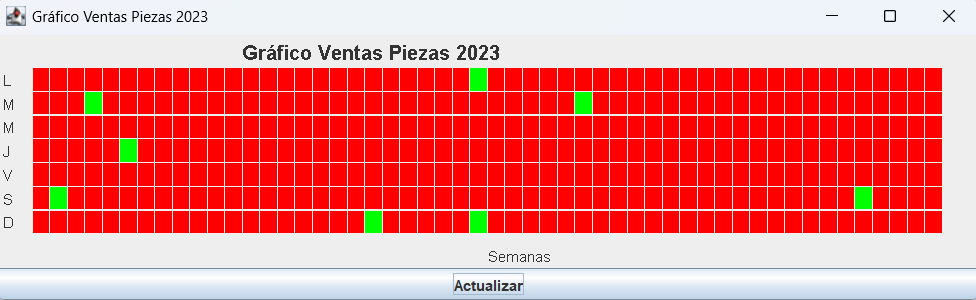 Gráfico Ventas Piezas 2023
Gráfico Ventas Piezas 2023
L
M
M
J
V
S
D
Semanas
Actualizar